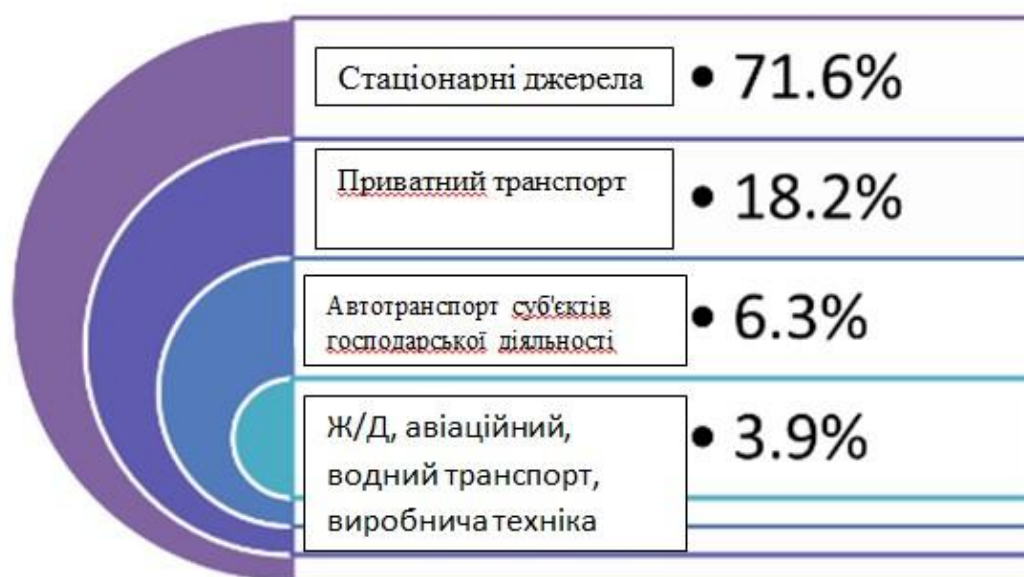 Стаціонарні джерела
• 71.6%
Приватний транспорт
• 18.2%
Автотранспорт суб'єктів
господарської діяльності
• 6.3%
Ж/Д, авіаційний,
водний транспорт,
виробнича техніка
• 3.9%